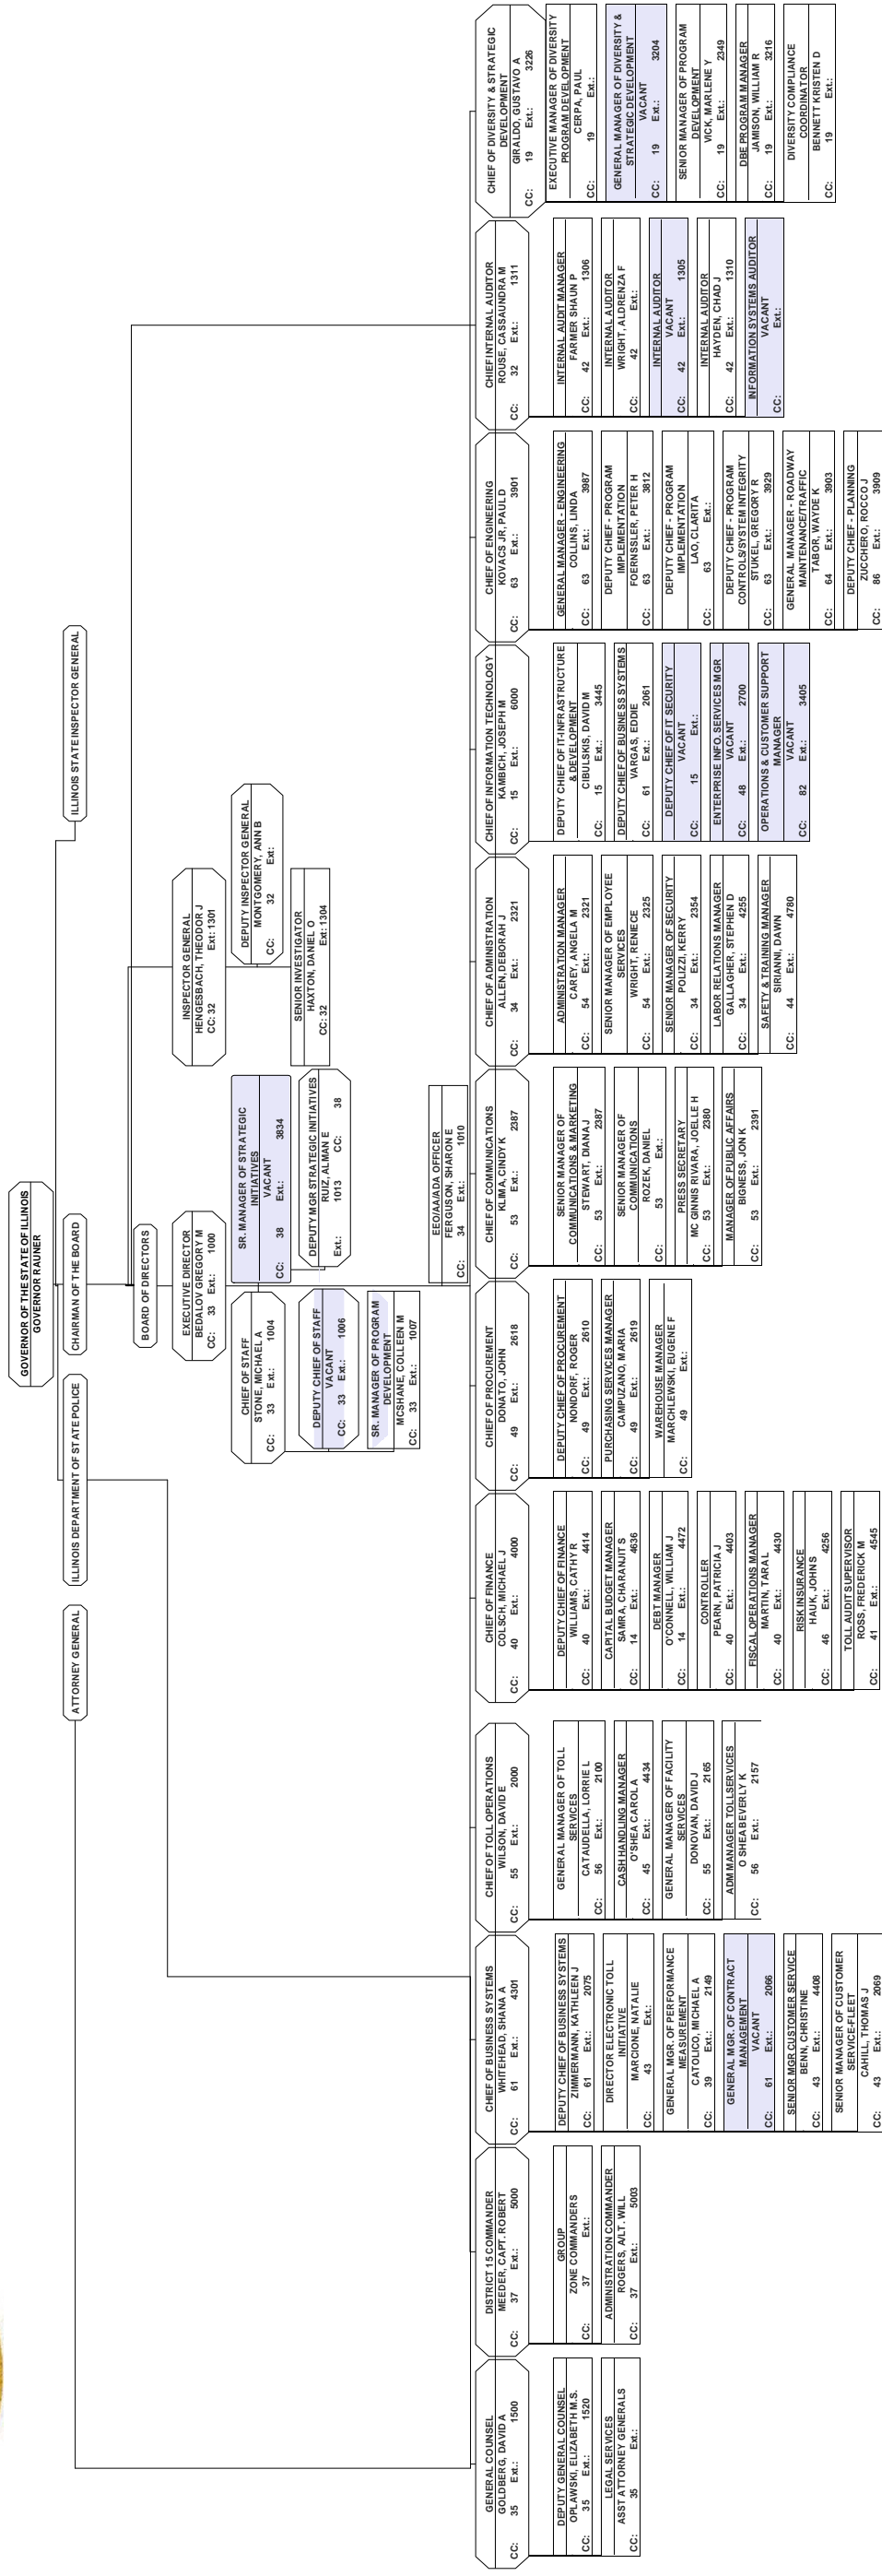 GOVERNOR OF THE STATE OF ILLINOIS
GOVERNOR RAUNER
ATTORNEY GENERAL
ILLINOIS DEPARTMENT OF STATE POLICE
CHAIRMAN OF THE BOARD
ILLINOIS STATE INSPECTOR GENERAL
BOARD OF DIRECTORS
EXECUTIVE DIRECTOR
BEDALOV GREGORY M
CC: 33 Ext.: 1000
INSPECTOR GENERAL
HENGESBACH, THEODOR J
CC: 32 Ext: 1301
CHIEF OF STAFF
STONE, MICHAEL A
CC: 33 Ext.: 1004
SR. MANAGER OF STRATEGIC
INITIATIVES
VACANT
CC: 38 Ext.: 3834
DEPUTY INSPECTOR GENERAL
MONTGOMERY, ANN B
CC: 32 Ext:
DEPUTY CHIEF OF STAFF
VACANT
CC: 33 Ext.: 1006
DEPUTY MGR STRATEGIC INITIATIVES
RUIZ, ALMAN E
Ext.: 1013 CC: 38
SENIOR INVESTIGATOR
HAXTON, DANIEL O
CC: 32 Ext: 1304
SR. MANAGER OF PROGRAM
DEVELOPMENT
MCSHANE, COLLEEN M
CC: 33 Ext.: 1007
EEO/AA/ADA OFFICER
FERGUSON, SHARON E
CC: 34 Ext.: 1010
GENERAL COUNSEL
GOLDBERG, DAVID A
CC: 35 Ext.: 1500
DEPUTY GENERAL COUNSEL
OPLAWSKI, ELIZABETH M.S.
CC: 35 Ext.: 1520
LEGAL SERVICES
ASST ATTORNEY GENERALS
CC: 35 Ext.:
DISTRICT 15 COMMANDER
MEEDER, CAPT. ROBERT
CC: 37 Ext.: 5000
GROUP
ZONE COMMANDERS
CC: 37 Ext.:
ADMINISTRATION COMMANDER
ROGERS, A/LT. WILL
CC: 37 Ext.: 5003
CHIEF OF BUSINESS SYSTEMS
WHITEHEAD, SHANA A
CC: 61 Ext.: 4301
DEPUTY CHIEF OF BUSINESS SYSTEMS
ZIMMERMANN, KATHLEEN J
CC: 61 Ext.: 2075
DIRECTOR ELECTRONIC TOLL
INITIATIVE
MARCIONE, NATALIE
CC: 43 Ext.:
GENERAL MGR. OF PERFORMANCE
MEASUREMENT
CATOLICO, MICHAEL A
CC: 39 Ext.: 2149
GENERAL MGR. OF CONTRACT
MANAGEMENT
VACANT
CC: 61 Ext.: 2066
SENIOR MGR CUSTOMER SERVICE
BENN, CHRISTINE
CC: 43 Ext.: 4408
SENIOR MANAGER OF CUSTOMER
SERVICE-FLEET
CAHILL, THOMAS J
CC: 43 Ext.: 2069
CHIEF OF TOLL OPERATIONS
WILSON, DAVID E
CC: 55 Ext.: 2000
GENERAL MANAGER OF TOLL
SERVICES
CATAUDELLA, LORRIE L
CC: 56 Ext.: 2100
CASH HANDLING MANAGER
O'SHEA CAROL A
CC: 45 Ext.: 4434
GENERAL MANAGER OF FACILITY
SERVICES
DONOVAN, DAVID J
CC: 55 Ext.: 2165
ADM MANAGER TOLLSERVICES
O SHEA BEVERLY K
CC: 56 Ext.: 2157
CHIEF OF FINANCE
COLSCH, MICHAEL J
CC: 40 Ext.: 4000
DEPUTY CHIEF OF FINANCE
WILLIAMS, CATHY R
CC: 40 Ext.: 4414
CAPITAL BUDGET MANAGER
SAMRA, CHARANJIT S
CC: 14 Ext.: 4636
DEBT MANAGER
O'CONNELL, WILLIAM J
CC: 14 Ext.: 4472
CONTROLLER
PEARN, PATRICIA J
CC: 40 Ext.: 4403
FISCAL OPERATIONS MANAGER
MARTIN, TARA L
CC: 40 Ext.: 4430
RISK INSURANCE
HAUK, JOHN S
CC: 46 Ext.: 4256
TOLL AUDIT SUPERVISOR
ROSS, FREDERICK M
CC: 41 Ext.: 4545
CHIEF OF PROCUREMENT
DONATO, JOHN
CC: 49 Ext.: 2618
DEPUTY CHIEF OF PROCUREMENT
NONDORF, ROGER
CC: 49 Ext.: 2610
PURCHASING SERVICES MANAGER
CAMPUZANO, MARIA
CC: 49 Ext.: 2619
WAREHOUSE MANAGER
MARCHLEWSKI, EUGENE F
CC: 49 Ext.:
CHIEF OF COMMUNICATIONS
KLIMA, CINDY K
CC: 53 Ext.: 2387
SENIOR MANAGER OF
COMMUNICATIONS & MARKETING
STEWART, DIANA J
CC: 53 Ext.: 2387
SENIOR MANAGER OF
COMMUNICATIONS
ROZEK, DANIEL
CC: 53 Ext.:
PRESS SECRETARY
MC GINNIS RIVARA, JOELLE H
CC: 53 Ext.: 2380
MANAGER OF PUBLIC AFFAIRS
BIGNESS, JON K
CC: 53 Ext.: 2391
CHIEF OF ADMINISTRATION
ALLEN, DEBORAH J
CC: 34 Ext.: 2321
ADMINISTRATION MANAGER
CAREY, ANGELA M
CC: 54 Ext.: 2321
SENIOR MANAGER OF EMPLOYEE
SERVICES
WRIGHT, RENIECE
CC: 54 Ext.: 2325
SENIOR MANAGER OF SECURITY
POLIZZI, KERRY
CC: 34 Ext.: 2354
LABOR RELATIONS MANAGER
GALLAGHER, STEPHEN D
CC: 34 Ext.: 4255
SAFETY & TRAINING MANAGER
SIRIANNI, DAWN
CC: 44 Ext.: 4780
CHIEF OF INFORMATION TECHNOLOGY
KAMBICH, JOSEPH M
CC: 15 Ext.: 6000
DEPUTY CHIEF OF IT-INFRASTRUCTURE
& DEVELOPMENT
CIBULSKIS, DAVID M
CC: 15 Ext.: 3445
DEPUTY CHIEF OF BUSINESS SYSTEMS
VARGAS, EDDIE
CC: 61 Ext.: 2061
DEPUTY CHIEF OF IT SECURITY
VACANT
CC: 15 Ext.:
ENTERPRISE INFO. SERVICES MGR
VACANT
CC: 48 Ext.: 2700
OPERATIONS & CUSTOMER SUPPORT
MANAGER
VACANT
CC: 82 Ext.: 3405
CHIEF OF ENGINEERING
KOVACS JR, PAUL D
CC: 63 Ext.: 3901
GENERAL MANAGER - ENGINEERING
COLLINS, LINDA
CC: 63 Ext.: 3987
DEPUTY CHIEF - PROGRAM
IMPLEMENTATION
FOERNSSLER, PETER H
CC: 63 Ext.: 3812
DEPUTY CHIEF - PROGRAM
IMPLEMENTATION
LAO, CLARITA
CC: 63 Ext.:
DEPUTY CHIEF - PROGRAM
CONTROLS/SYSTEM INTEGRITY
STUKEL, GREGORY R
CC: 63 Ext.: 3929
GENERAL MANAGER - ROADWAY
MAINTENANCE/TRAFFIC
TABOR, WAYDE K
CC: 64 Ext.: 3903
DEPUTY CHIEF - PLANNING
ZUCCHERO, ROCCO J
CC: 86 Ext.: 3909
CHIEF INTERNAL AUDITOR
ROUSE, CASSAUNDRA M
CC: 32 Ext.: 1311
INTERNAL AUDIT MANAGER
FARMER SHAUN P
CC: 42 Ext.: 1306
INTERNAL AUDITOR
WRIGHT, ALDRENZA F
CC: 42 Ext.:
INTERNAL AUDITOR
VACANT
CC: 42 Ext.: 1305
INTERNAL AUDITOR
HAYDEN, CHAD J
CC: 42 Ext.: 1310
INFORMATION SYSTEMS AUDITOR
VACANT
CC: Ext.:
CHIEF OF DIVERSITY & STRATEGIC
DEVELOPMENT
GIRALDO, GUSTAVO A
CC: 19 Ext.: 3226
EXECUTIVE MANAGER OF DIVERSITY
PROGRAM DEVELOPMENT
CERPA, PAUL
CC: 19 Ext.:
GENERAL MANAGER OF DIVERSITY &
STRATEGIC DEVELOPMENT
VACANT
CC: 19 Ext.: 3204
SENIOR MANAGER OF PROGRAM
DEVELOPMENT
VICK, MARLENE Y
CC: 19 Ext.: 2349
DBE PROGRAM MANAGER
JAMISON, WILLIAM R
CC: 19 Ext.: 3216
DIVERSITY COMPLIANCE
COORDINATOR
BENNETT KRISTEN D
CC: 19 Ext.: